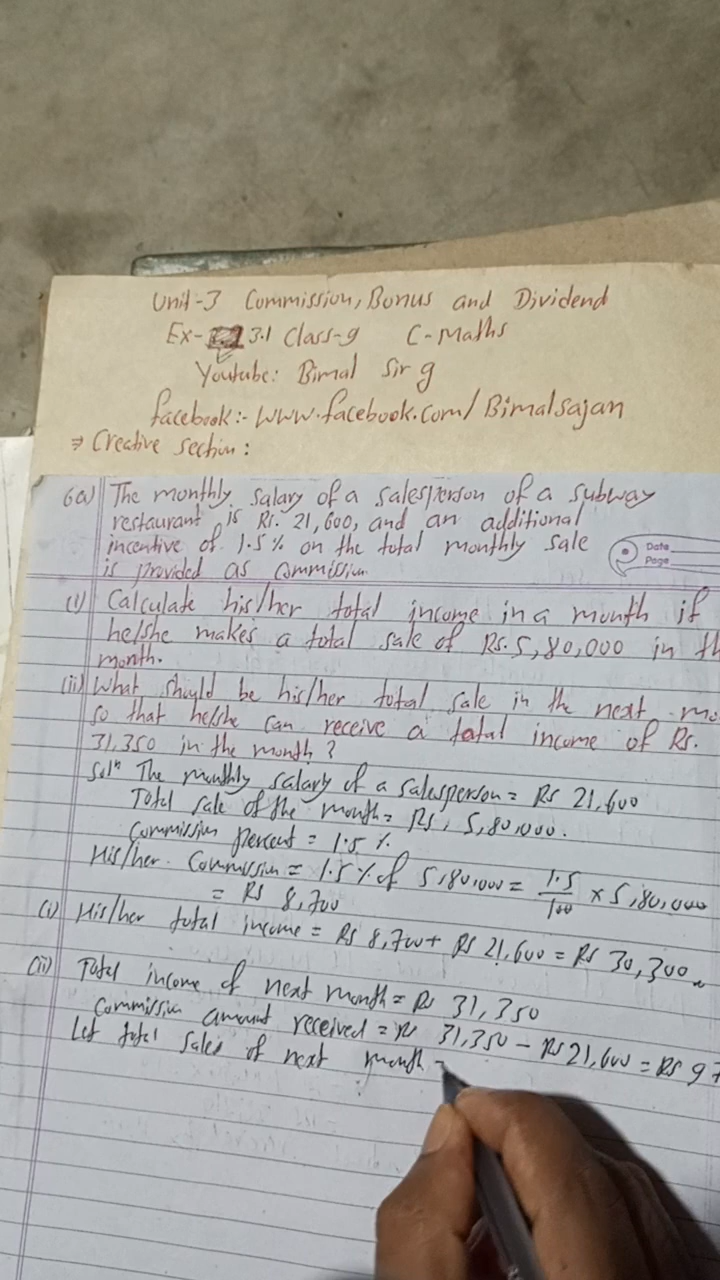 Unit-3 Commission, Bonus and Dividend
Ex- 3.1 Class-9 C-Maths
Youtube: Bimal Sir g
facebook:- www.facebook.com/Bimalsajan
⇒ Creative section:
6a) The monthly salary of a salesperson of a subway
restaurant is Rs. 21,600, and an additional
incentive of 1.5% on the total monthly sale
is provided as commission
Date
Page
(i) Calculate his/her total income in a month if
he/she makes a total sale of Rs. 5,80,000 in th
month.
(ii) What should be his/her total sale in the next mo
so that he/she can receive a total income of Rs.
31,350 in the month?
Solⁿ The monthly salary of a salesperson = Rs 21,600
Total sale of the month = Rs, 5,80,000.
Commission percent = 1.5%
His/her Commission = 1.5% of 5,80,000 = 1.5/100 × 5,80,000
= Rs 8,700
(i) His/her total income = Rs 8,700 + Rs 21,600 = Rs 30,300
(ii) Total income of next month = Rs 31,350
Commission amount received = Rs 31,350 - Rs 21,600 = Rs 97
Let total sales of next month =